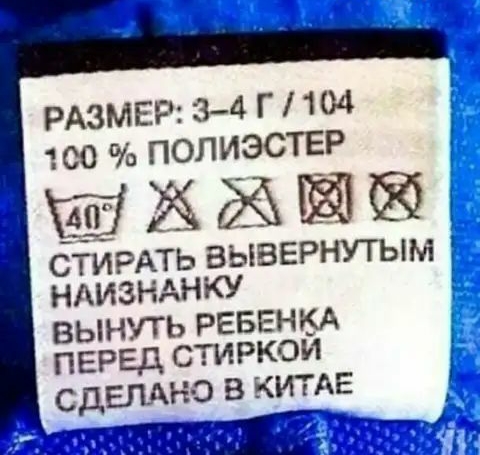 РАЗМЕР: 3-4 Г / 104
100 % ПОЛИЭСТЕР
40°
СТИРАТЬ ВЫВЕРНУТЫМ
НАИЗНАНКУ
ВЫНУТЬ РЕБЕНКА
ПЕРЕД СТИРКОЙ
СДЕЛАНО В КИТАЕ